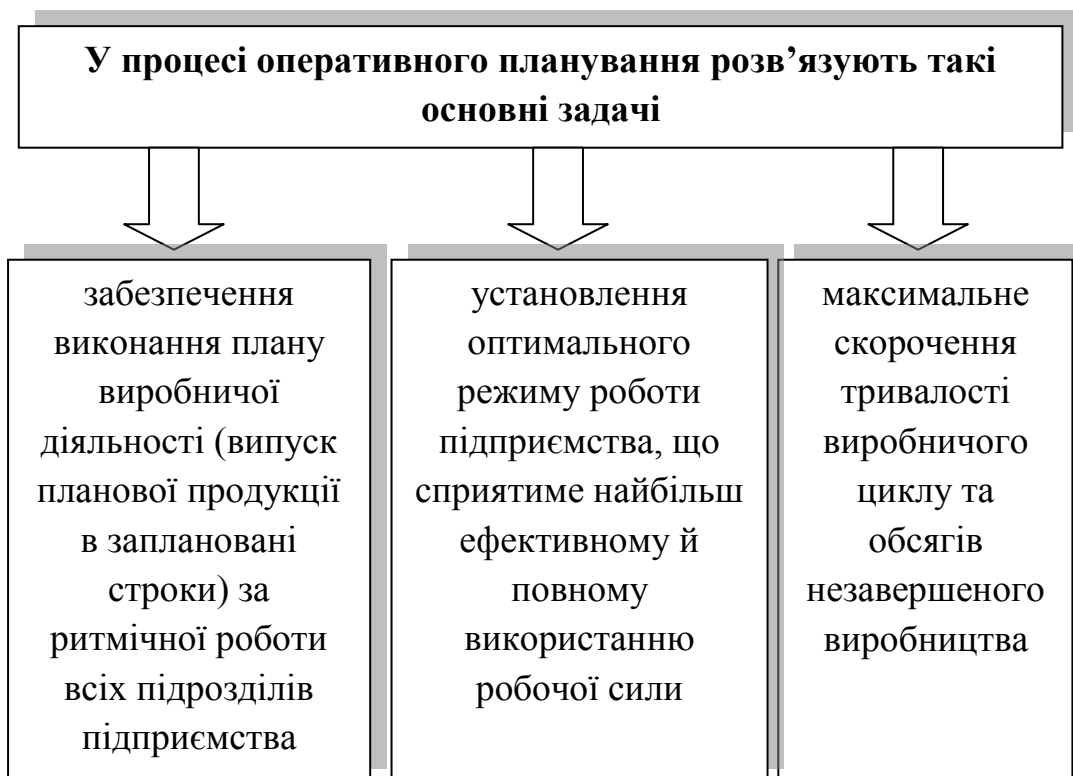 У процесі оперативного планування розв’язують такі
основні задачі
забезпечення
виконання плану
виробничої
діяльності (випуск
планової продукції
в заплановані
строки) за
ритмічної роботи
всіх підрозділів
підприємства
установлення
оптимального
режиму роботи
підприємства, що
сприятиме найбільш
ефективному й
повному
використанню
робочої сили
максимальне
скорочення
тривалості
виробничого
циклу та
обсягів
незавершеного
виробництва